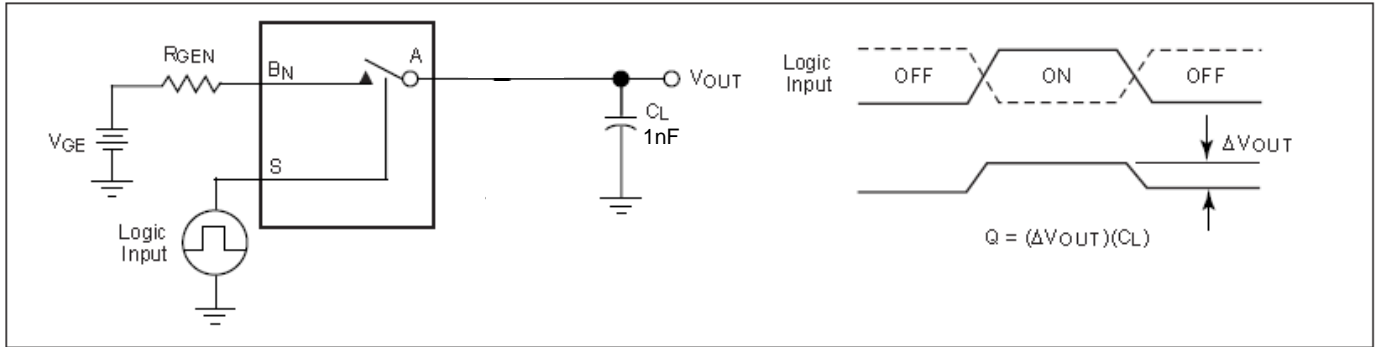 RGEN
BN
A
VOUT
CL
1nF
VGE
S
Logic
Input
Logic
Input
OFF
ON
OFF
ΔVOUT
Q = (ΔVOUT)(CL)